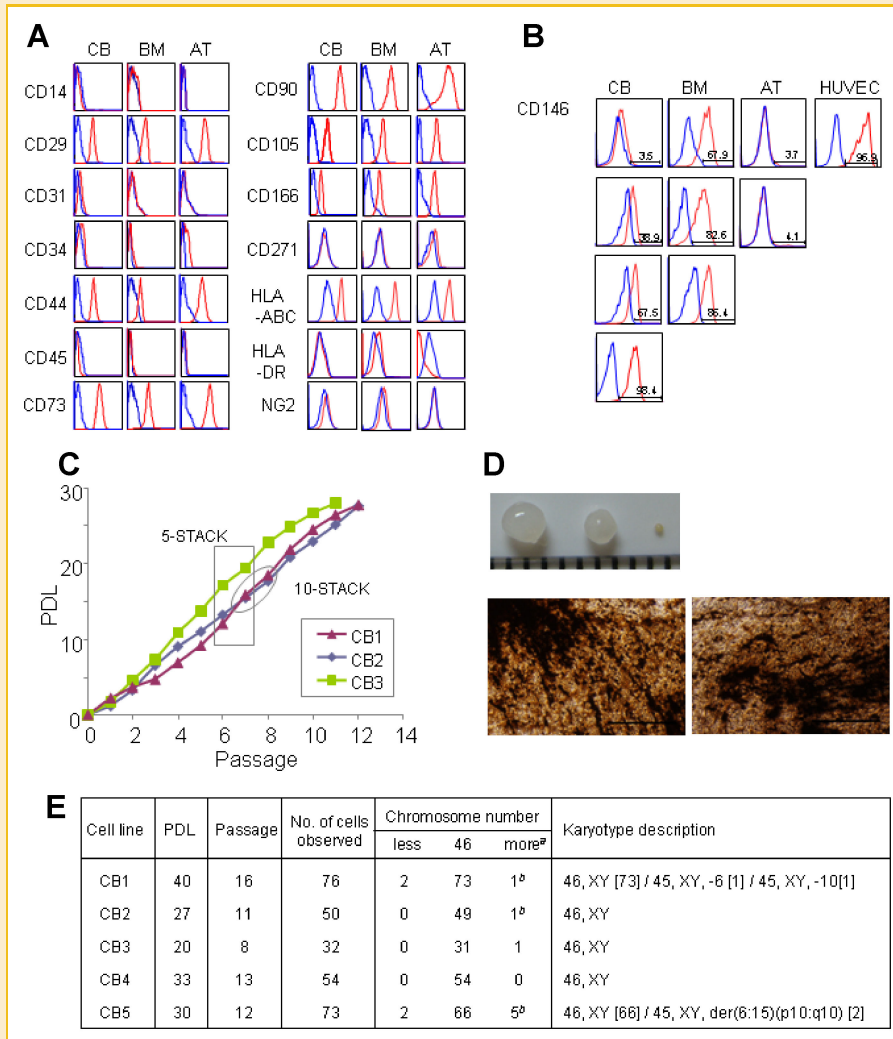 A
CB BM AT
CD14
CD29
CD31
CD34
CD44
CD45
CD73
CB BM AT
CD90
CD105
CD166
CD271
HLA
-ABC
HLA
-DR
NG2
B
CB BM AT HUVEC
CD146
3.5 67.9 3.7 96.9
38.9 82.6 4.1
67.5 86.4
98.4
C
PDL
30
20
10
0
0 2 4 6 8 10 12 14
Passage
5-STACK
10-STACK
CB1
CB2
CB3
D
E
Cell line PDL Passage No. of cells observed Chromosome number Karyotype description
less 46 moreᵃ
CB1 40 16 76 2 73 1ᵇ 46, XY [73] / 45, XY, -6 [1] / 45, XY, -10[1]
CB2 27 11 50 0 49 1ᵇ 46, XY
CB3 20 8 32 0 31 1 46, XY
CB4 33 13 54 0 54 0 46, XY
CB5 30 12 73 2 66 5ᵇ 46, XY [66] / 45, XY, der(6:15)(p10:q10) [2]